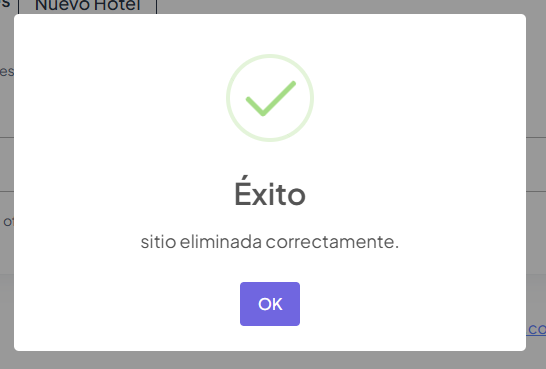 Nuevo Hotel
Éxito
sitio eliminada correctamente.
OK